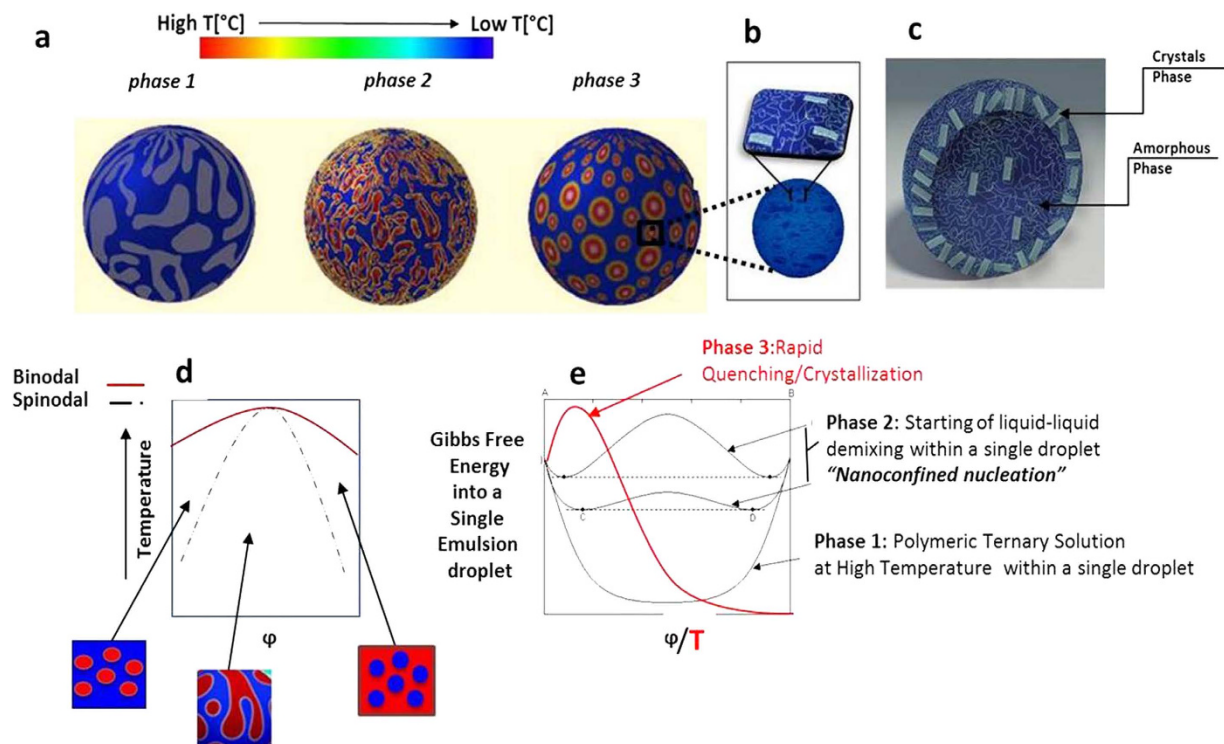 a
High T[°C]
Low T[°C]
phase 1
phase 2
phase 3
b
c
Crystals
Phase
Amorphous
Phase
d
Binodal
Spinodal
Temperature
φ
e
Gibbs Free
Energy
into a
Single
Emulsion
droplet
A
B
C
D
φ/T
Phase 3:Rapid
Quenching/Crystallization
Phase 2: Starting of liquid-liquid
demixing within a single droplet
“Nanoconfined nucleation”
Phase 1: Polymeric Ternary Solution
at High Temperature within a single droplet